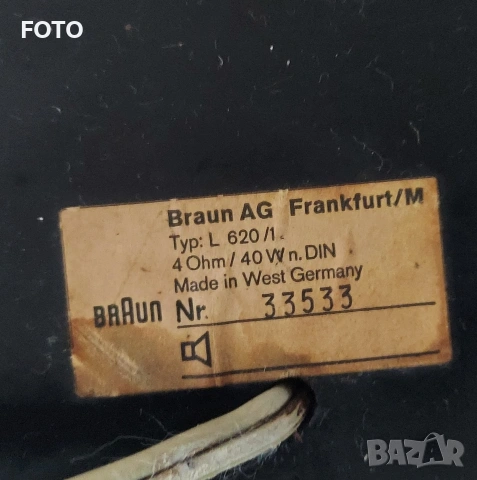 FOTO
Braun AG Frankfurt/M
Typ: L 620/1
4 Ohm/40 W n. DIN
Made in West Germany
BRAUN Nr. 33533
BAZAR